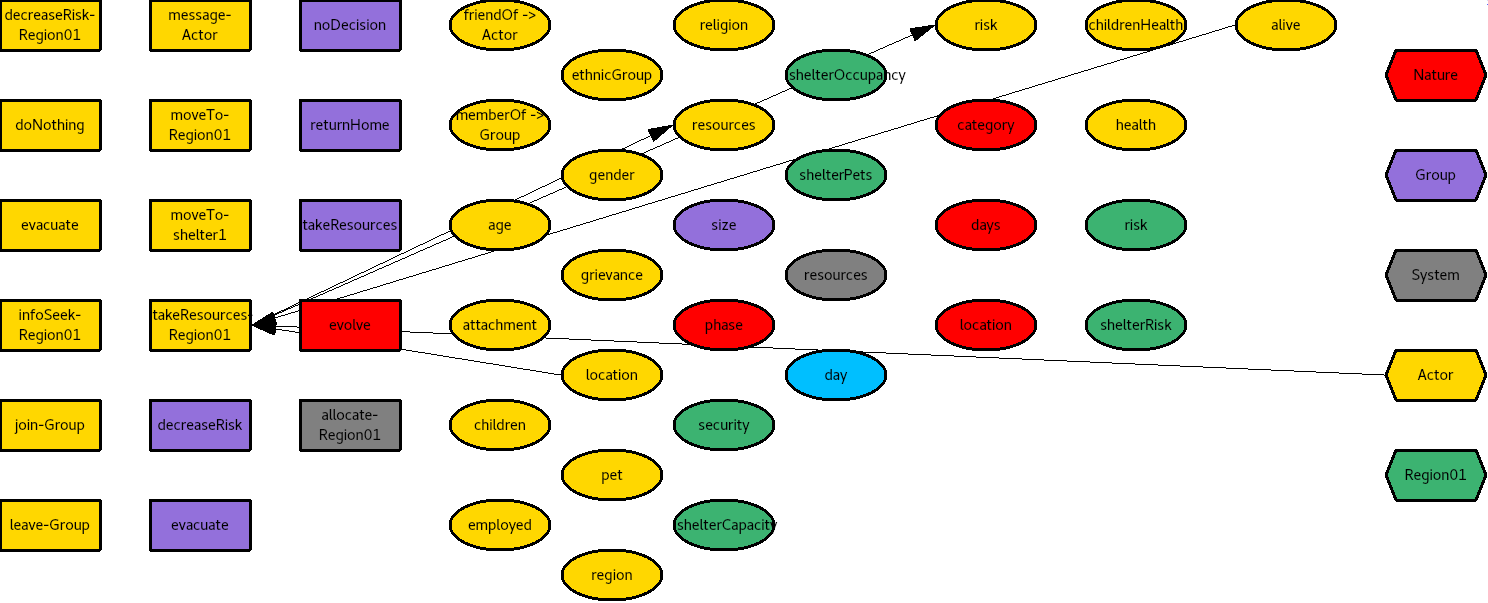 decreaseRisk-
Region01
message-
Actor
noDecision
friendOf ->
Actor
religion
risk
childrenHealth
alive
ethnicGroup
shelterOccupancy
Nature
doNothing
moveTo-
Region01
returnHome
memberOf ->
Group
resources
category
health
gender
shelterPets
Group
evacuate
moveTo-
shelter1
takeResources
age
size
days
risk
grievance
resources
System
infoSeek-
Region01
takeResources-
Region01
evolve
attachment
phase
location
shelterRisk
location
day
Actor
join-Group
decreaseRisk
allocate-
Region01
children
security
pet
Region01
leave-Group
evacuate
employed
shelterCapacity
region